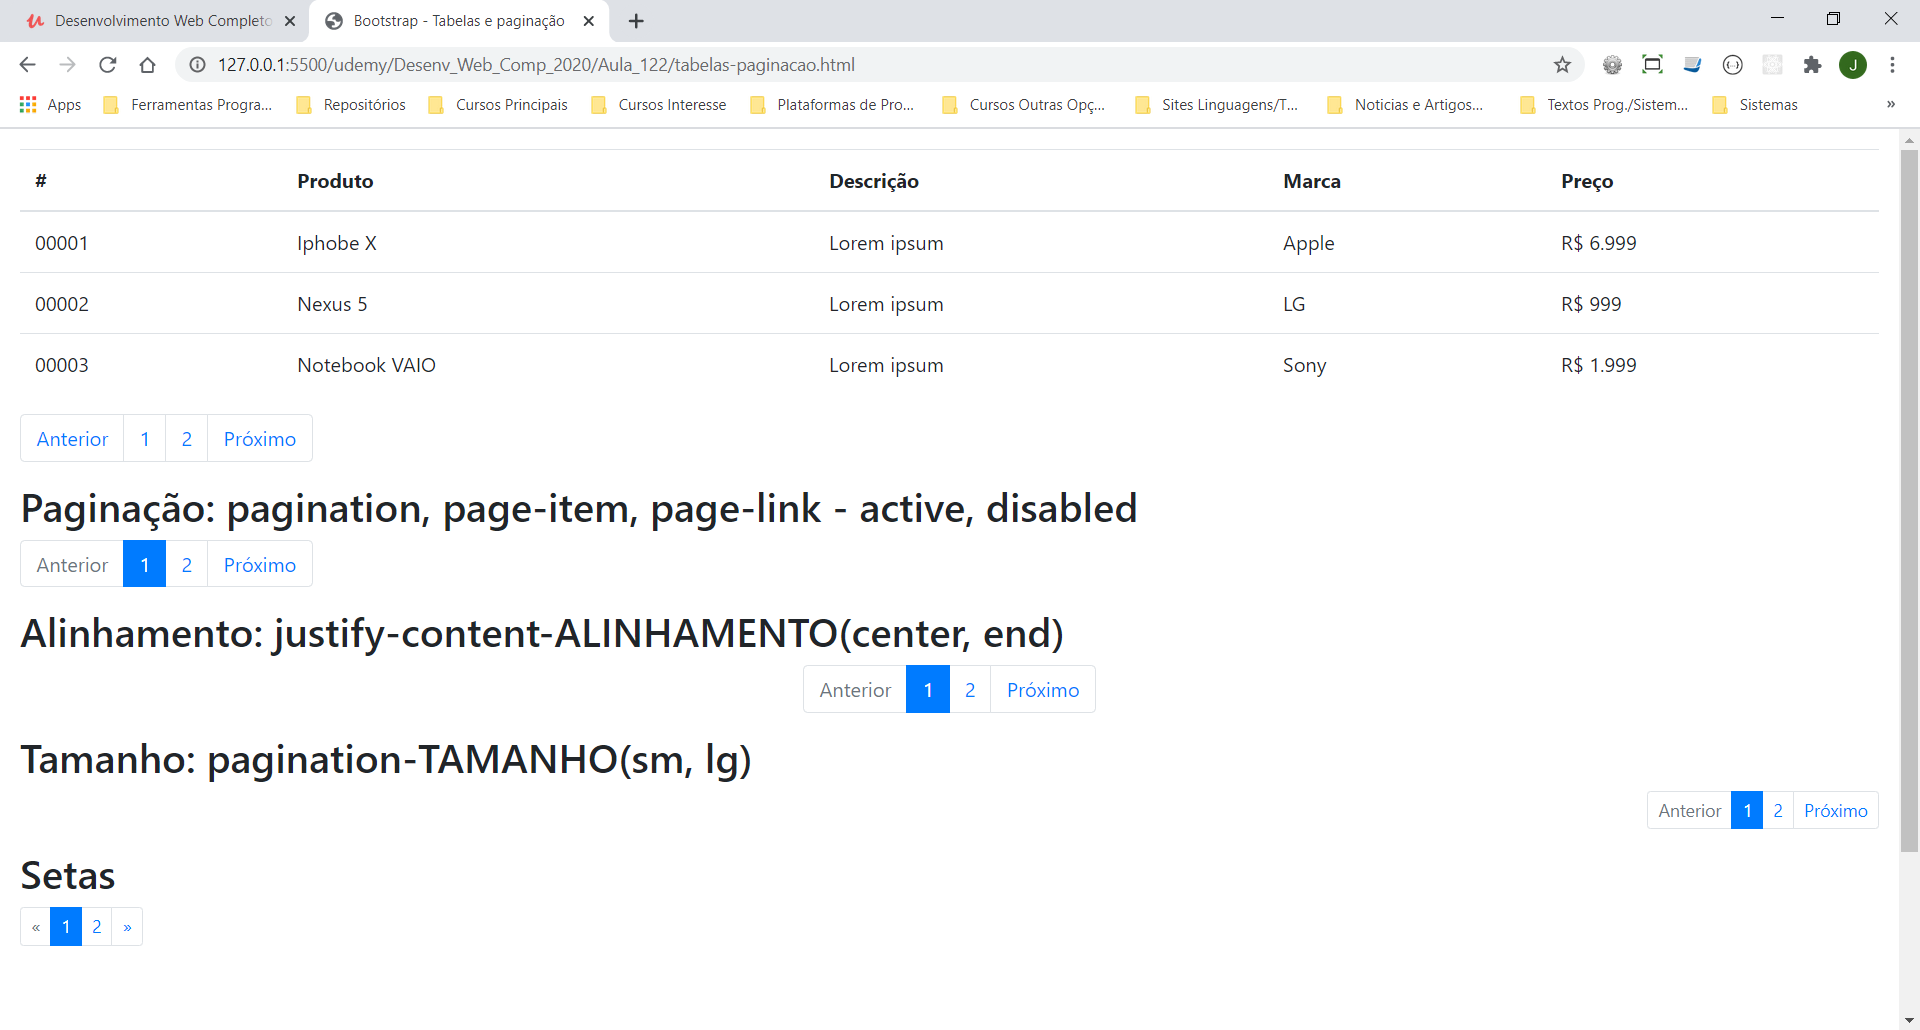 Desenvolvimento Web Completo
Bootstrap - Tabelas e paginação
127.0.0.1:5500/udemy/Desenv_Web_Comp_2020/Aula_122/tabelas-paginacao.html
J
Apps Ferramentas Progra... Repositórios Cursos Principais Cursos Interesse Plataformas de Pro... Cursos Outras Opç... Sites Linguagens/T... Noticias e Artigos... Textos Prog./Sistem... Sistemas »
# Produto Descrição Marca Preço
00001 Iphobe X Lorem ipsum Apple R$ 6.999
00002 Nexus 5 Lorem ipsum LG R$ 999
00003 Notebook VAIO Lorem ipsum Sony R$ 1.999
Anterior 1 2 Próximo
Paginação: pagination, page-item, page-link - active, disabled
Anterior 1 2 Próximo
Alinhamento: justify-content-ALINHAMENTO(center, end)
Anterior 1 2 Próximo
Tamanho: pagination-TAMANHO(sm, lg)
Anterior 1 2 Próximo
Setas
« 1 2 »